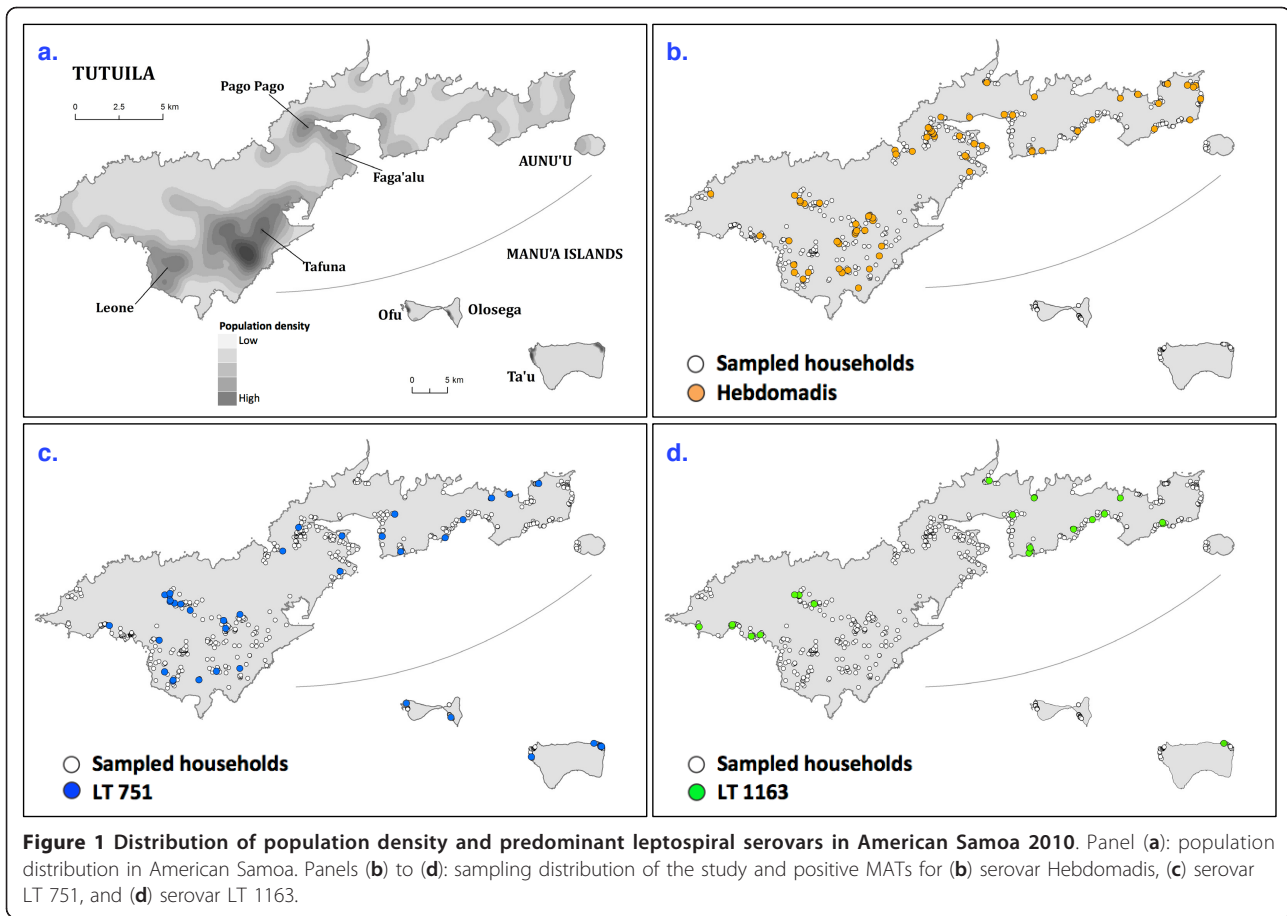 a.
TUTUILA
0 2.5 5 km
Pago Pago
Faga'alu
AUNU'U
MANU'A ISLANDS
Tafuna
Leone
Ofu
Olosega
Population density
Low
High
0 5 km
Ta'u
b.
Sampled households
Hebdomadis
c.
Sampled households
LT 751
d.
Sampled households
LT 1163
Figure 1 Distribution of population density and predominant leptospiral serovars in American Samoa 2010. Panel (a): population
distribution in American Samoa. Panels (b) to (d): sampling distribution of the study and positive MATs for (b) serovar Hebdomadis, (c) serovar
LT 751, and (d) serovar LT 1163.